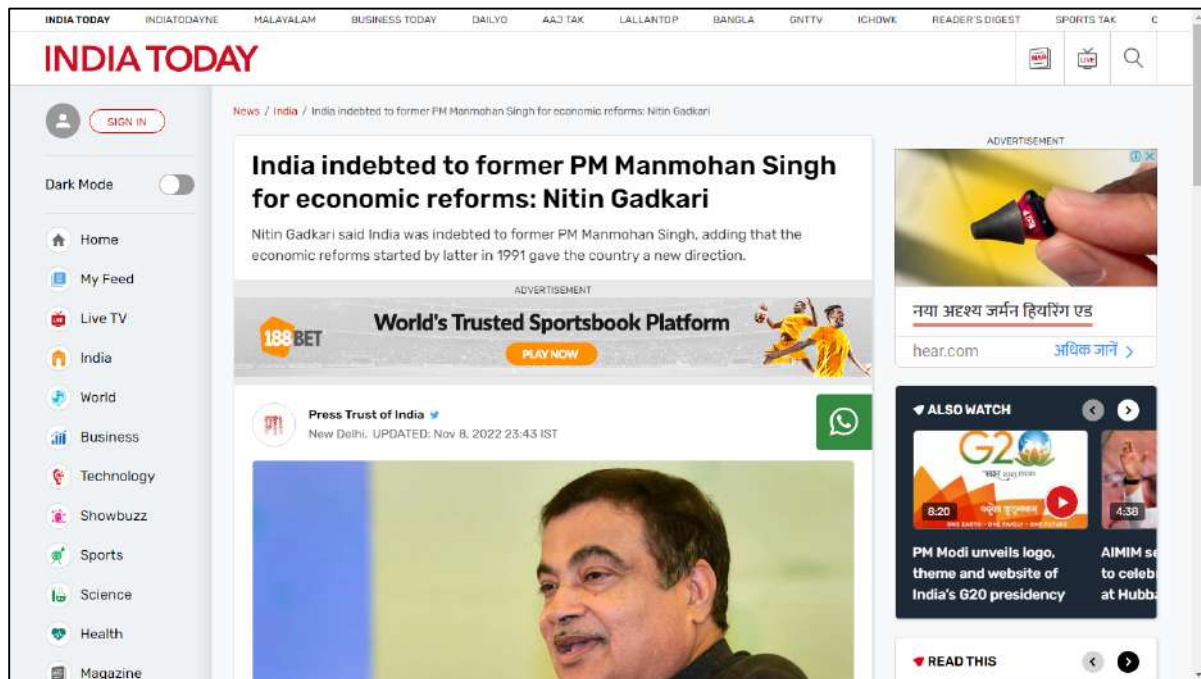 INDIA TODAY INDIATODAYNE MALAYALAM BUSINESS TODAY DAILYO AAJ TAK LALLANTOP BANGLA GNTTV ICHOWK READER'S DIGEST SPORTS TAK C
INDIA TODAY
LIVE
SIGN IN
Dark Mode
Home
My Feed
LIVE
Live TV
India
World
Business
Technology
Showbuzz
Sports
Science
Health
Magazine
News / India / India indebted to former PM Manmohan Singh for economic reforms: Nitin Gadkari
India indebted to former PM Manmohan Singh
for economic reforms: Nitin Gadkari
Nitin Gadkari said India was indebted to former PM Manmohan Singh, adding that the
economic reforms started by latter in 1991 gave the country a new direction.
ADVERTISEMENT
188BET
World's Trusted Sportsbook Platform
PLAY NOW
Press Trust of India
New Delhi, UPDATED: Nov 8, 2022 23:43 IST
ADVERTISEMENT
नया अदृश्य जर्मन हियरिंग एड
hear.com अधिक जानें
ALSO WATCH
G20
8:20
4:38
PM Modi unveils logo,
theme and website of
India's G20 presidency
AIMIM se
to celeb
at Hubba
READ THIS